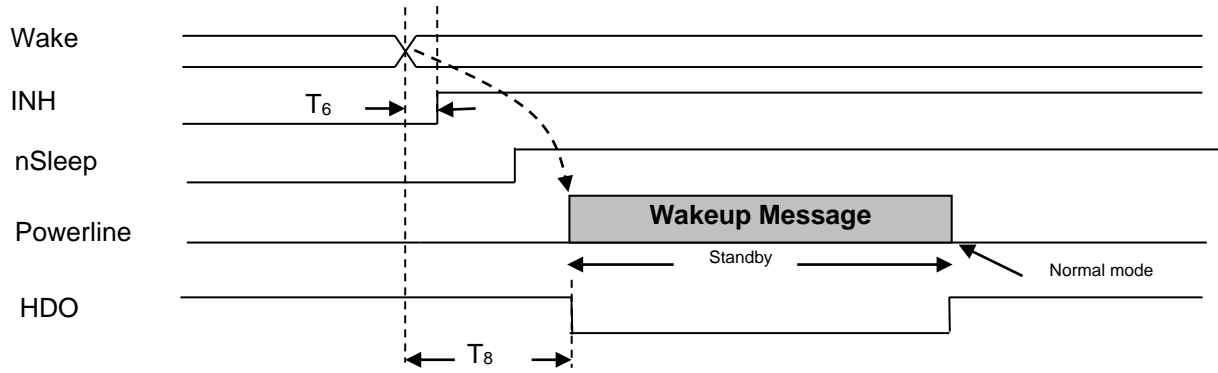 Wake
INH
T6
nSleep
Wakeup Message
Powerline
Standby
Normal mode
HDO
T8